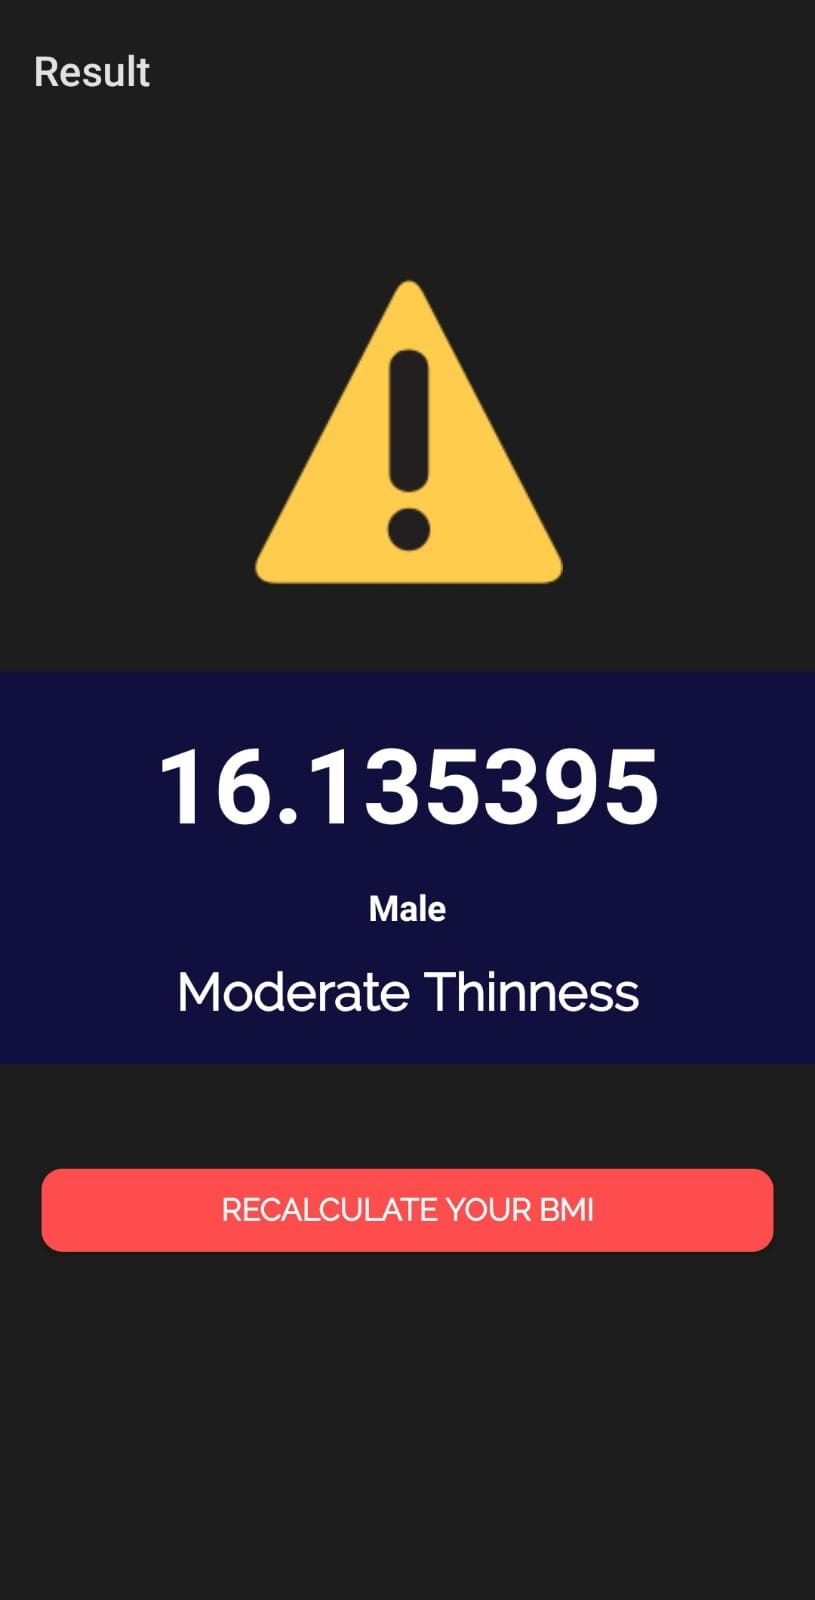 Result
16.135395
Male
Moderate Thinness
RECALCULATE YOUR BMI